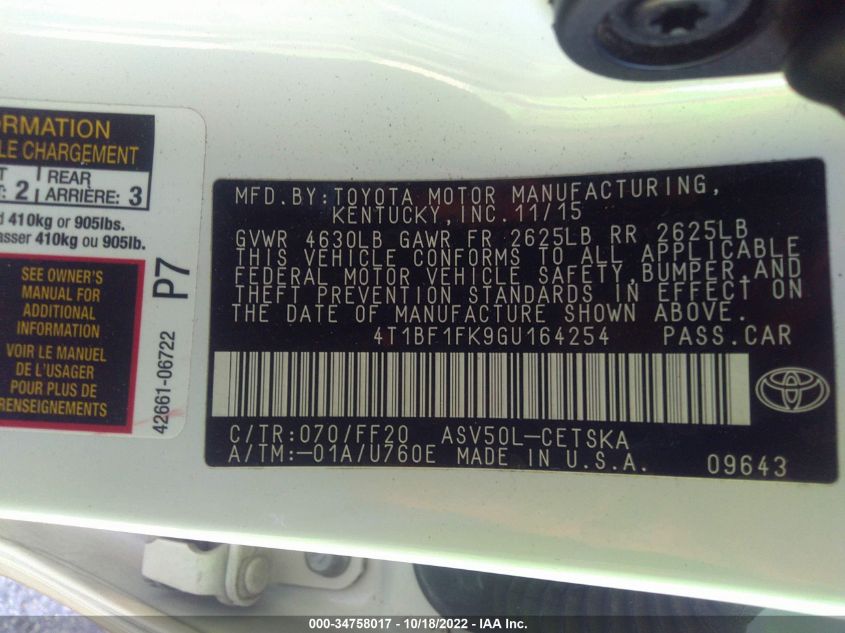 ORMATION
LE CHARGEMENT
T REAR
: 2 ARRIÈRE: 3
d 410kg or 905lbs.
asser 410kg ou 905lb.
SEE OWNER'S
MANUAL FOR
ADDITIONAL
INFORMATION
VOIR LE MANUEL
DE L'USAGER
POUR PLUS DE
RENSEIGNEMENTS
P7
42661-06722
MFD.BY:TOYOTA MOTOR MANUFACTURING,
KENTUCKY, INC.11/15
GVWR 4630LB GAWR FR 2625LB RR 2625LB
THIS VEHICLE CONFORMS TO ALL APPLICABLE
FEDERAL MOTOR VEHICLE SAFETY,BUMPER,AND
THEFT PREVENTION STANDARDS IN EFFECT ON
THE DATE OF MANUFACTURE SHOWN ABOVE.
4T1BF1FK9GU164254 PASS.CAR
C/TR:070/FF20 ASV50L-CETSKA
A/TM:-01A/U760E MADE IN U.S.A. 09643
000-34758017 - 10/18/2022 - IAA Inc.